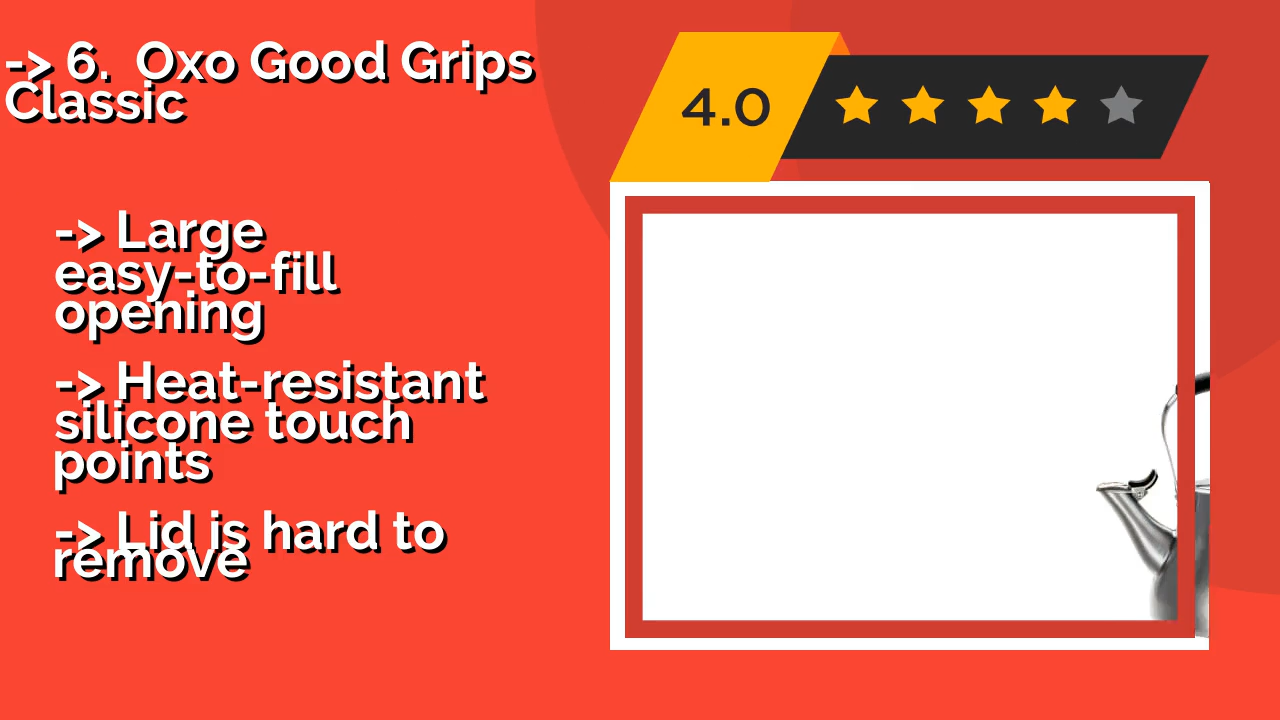 -> 6. Oxo Good Grips
Classic
4.0
-> Large
easy-to-fill
opening
-> Heat-resistant
silicone touch
points
-> Lid is hard to
remove